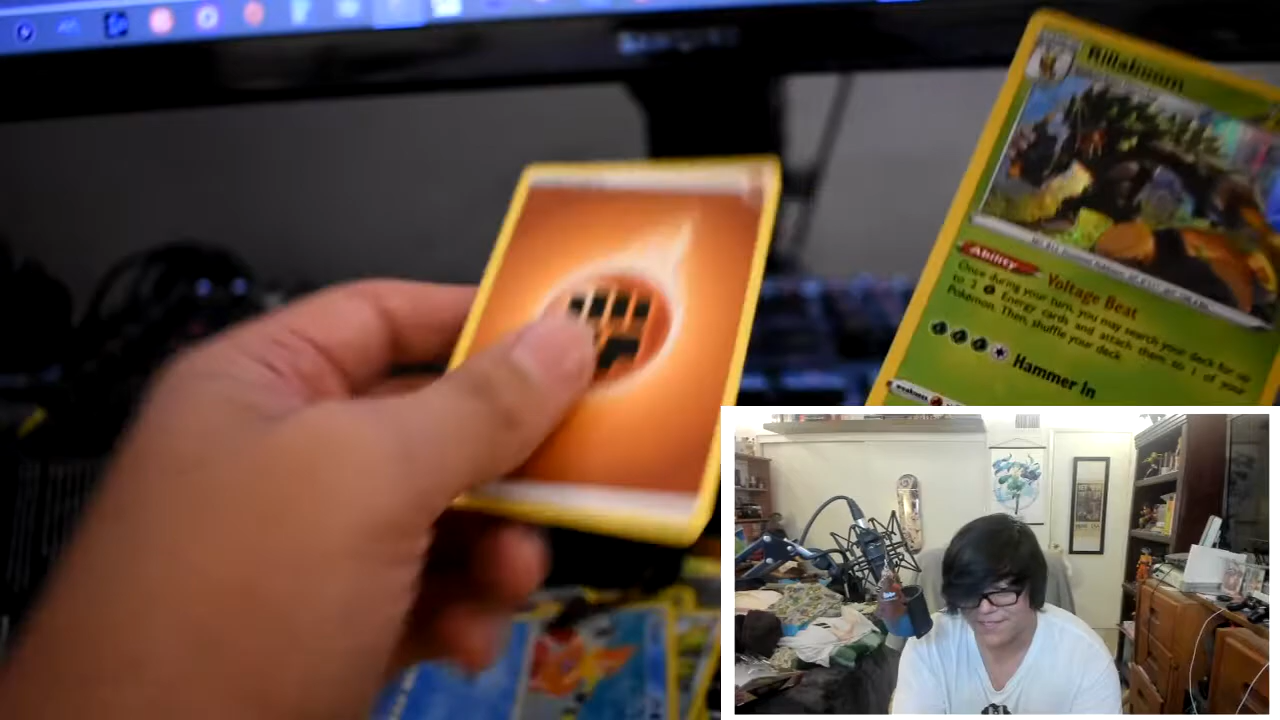 Rillaboom
Ability
Voltage Beat
Once during your turn, you may search your deck for up
to 2 Energy cards and attach them to 1 of your
Pokémon. Then, shuffle your deck.
Hammer In
weakness